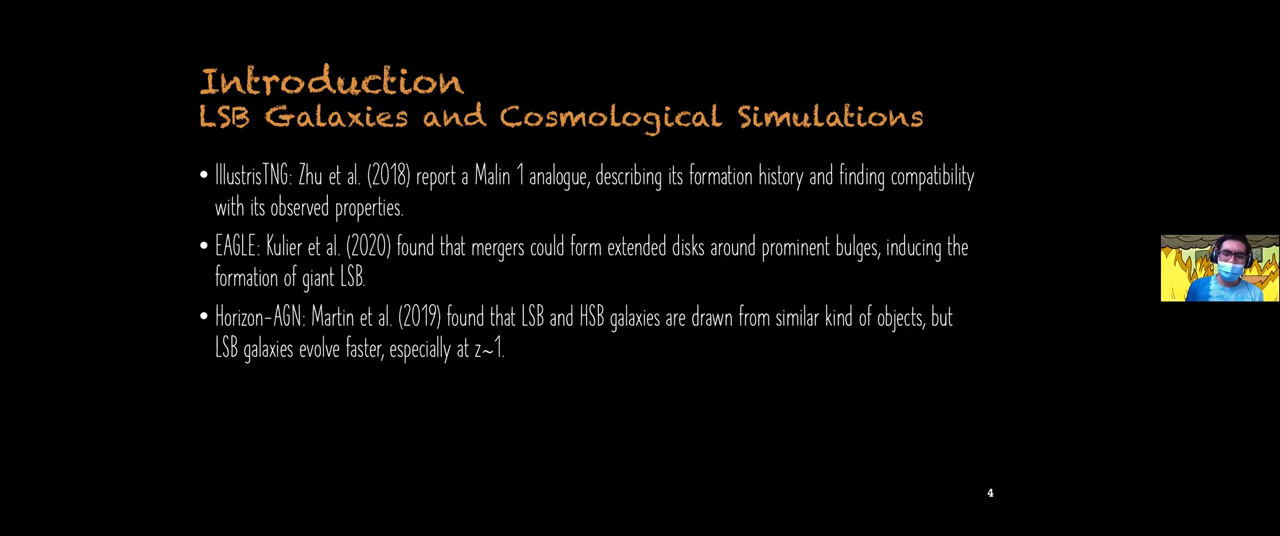 Introduction
LSB Galaxies and Cosmological Simulations
• IllustrisTNG: Zhu et al. (2018) report a Malin 1 analogue, describing its formation history and finding compatibility
with its observed properties.
• EAGLE: Kulier et al. (2020) found that mergers could form extended disks around prominent bulges, inducing the
formation of giant LSB.
• Horizon-AGN: Martin et al. (2019) found that LSB and HSB galaxies are drawn from similar kind of objects, but
LSB galaxies evolve faster, especially at z~1.
4